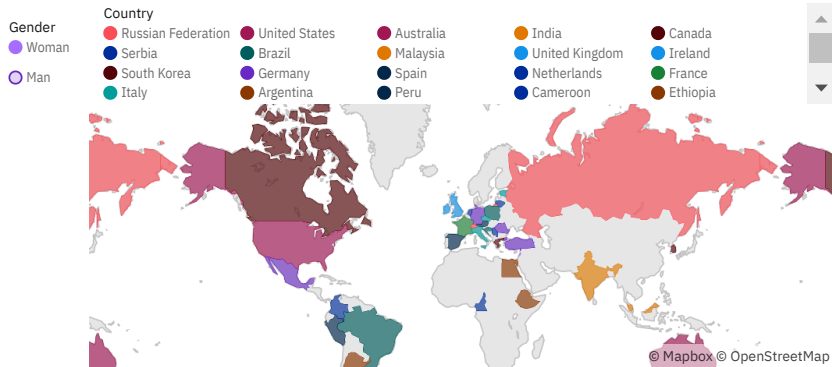 Gender
Woman
Man
Country
Russian Federation United States Australia India Canada
Serbia Brazil Malaysia United Kingdom Ireland
South Korea Germany Spain Netherlands France
Italy Argentina Peru Cameroon Ethiopia
© Mapbox © OpenStreetMap